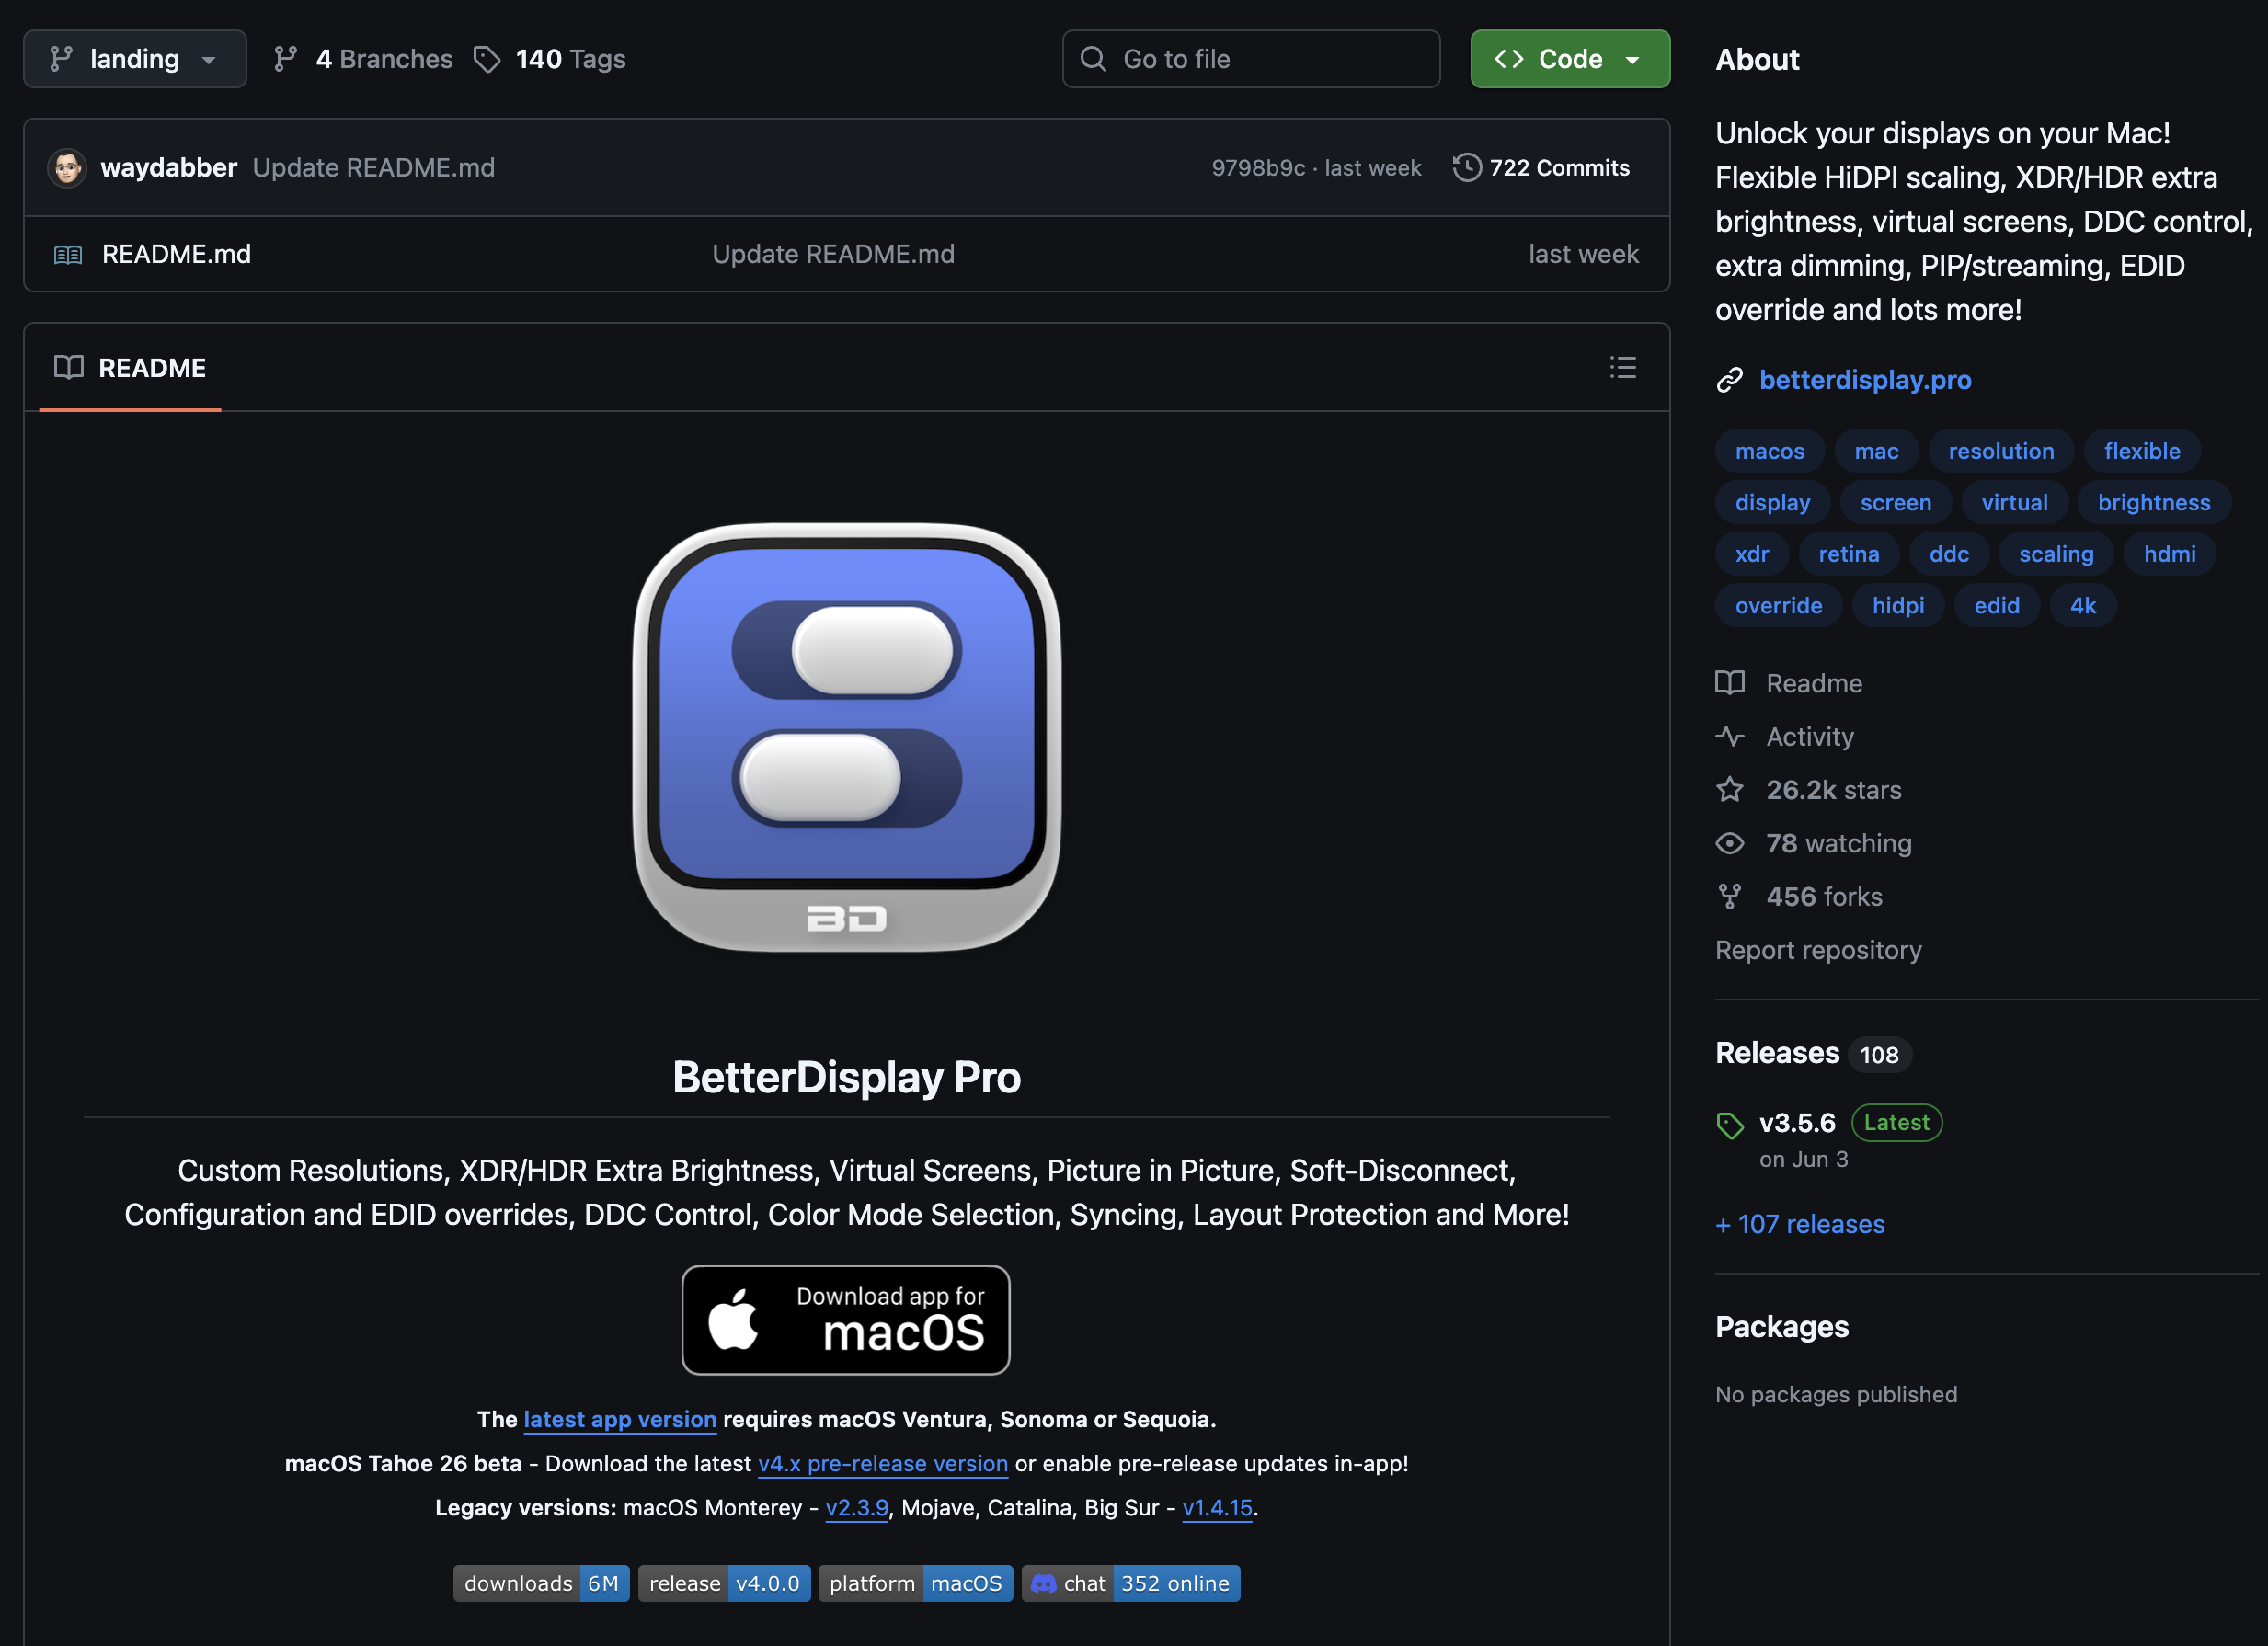 landing
4 Branches
140 Tags
Go to file
Code
waydabber Update README.md
9798b9c · last week
722 Commits
README.md
Update README.md
last week
README
BD
BetterDisplay Pro
Custom Resolutions, XDR/HDR Extra Brightness, Virtual Screens, Picture in Picture, Soft-Disconnect,
Configuration and EDID overrides, DDC Control, Color Mode Selection, Syncing, Layout Protection and More!
Download app for
macOS
The latest app version requires macOS Ventura, Sonoma or Sequoia.
macOS Tahoe 26 beta - Download the latest v4.x pre-release version or enable pre-release updates in-app!
Legacy versions: macOS Monterey - v2.3.9, Mojave, Catalina, Big Sur - v1.4.15.
downloads 6M
release v4.0.0
platform macOS
chat 352 online
About
Unlock your displays on your Mac!
Flexible HiDPI scaling, XDR/HDR extra
brightness, virtual screens, DDC control,
extra dimming, PIP/streaming, EDID
override and lots more!
betterdisplay.pro
macos mac resolution flexible
display screen virtual brightness
xdr retina ddc scaling hdmi
override hidpi edid 4k
Readme
Activity
26.2k stars
78 watching
456 forks
Report repository
Releases 108
v3.5.6 Latest
on Jun 3
+ 107 releases
Packages
No packages published